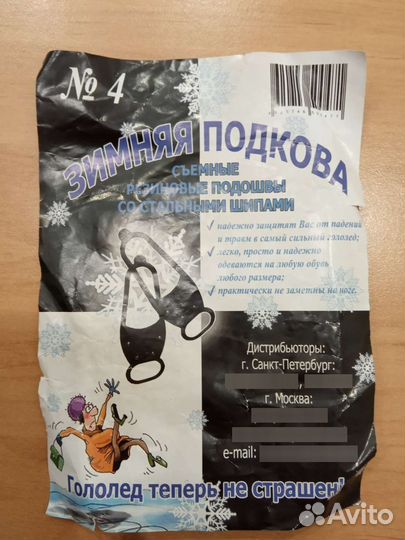 № 4
ЗИМНЯЯ ПОДКОВА
СЪЕМНЫЕ
РЕЗИНОВЫЕ ПОДОШВЫ
СО СТАЛЬНЫМИ ШИПАМИ
✓ надежно защитят Вас от падений
и травм в самый сильный гололед;
✓ легко, просто и надежно
одеваются на любую обувь
любого размера;
✓ практически не заметны на ноге.
Дистрибьюторы:
г. Санкт-Петербург:
г. Москва:
e-mail:
Гололед теперь не страшен!
Avito